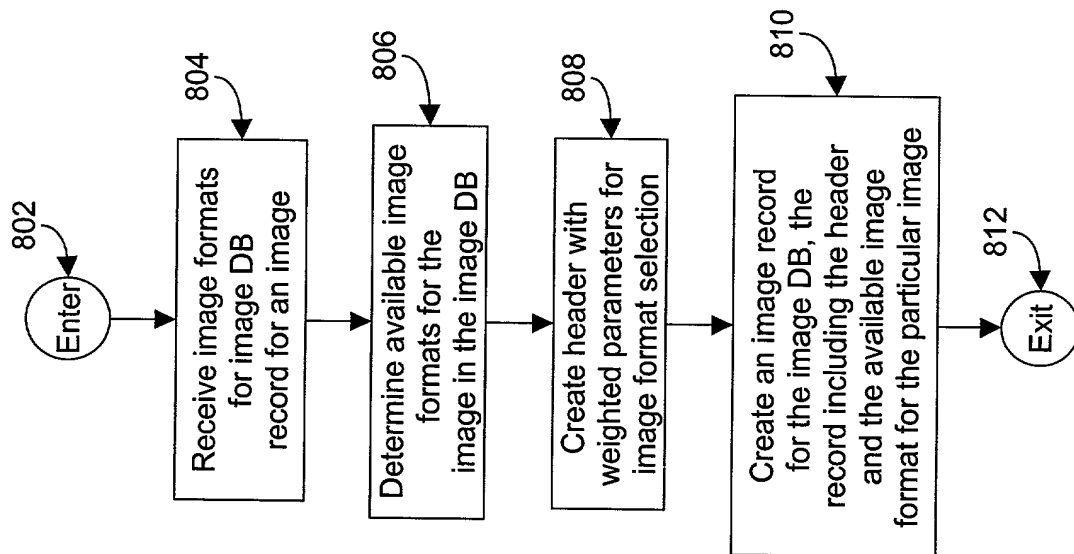 802
Enter
804
Receive image formats
for image DB
record for an image
806
Determine available image
formats for the
image in the image DB
808
Create header with
weighted parameters for
image format selection
810
Create an image record
for the image DB, the
record including the header
and the available image
format for the particular image
812
Exit